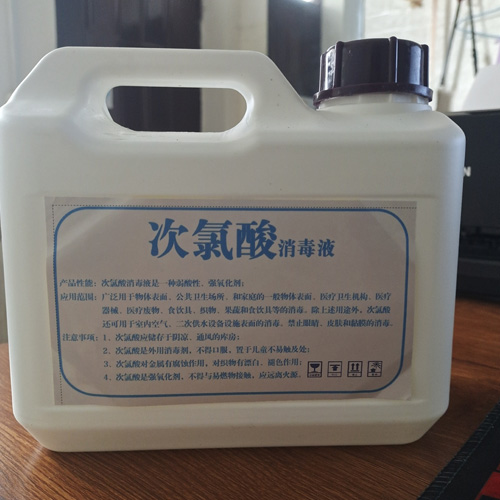 次氯酸消毒液
产品性能：次氯酸消毒液是一种弱酸性、强氧化剂；
应用范围：广泛用于物体表面、公共卫生场所、和家庭的一般物体表面、医疗卫生机构、医疗
器械、医疗废物、食饮具、织物、果蔬和食饮具等的消毒。除上述用途外，次氯酸
还可用于室内空气、二次供水设备设施表面的消毒、禁止眼睛、皮肤和黏膜的消毒。
注意事项：1、次氯酸应储存于阴凉、通风的库房；
2、次氯酸是外用消毒剂，不得口服，置于儿童不易触及处；
3、次氯酸对金属有腐蚀作用，对织物有漂白、褪色作用；
4、次氯酸是强氧化剂，不得与易燃物接触，应远离火源。